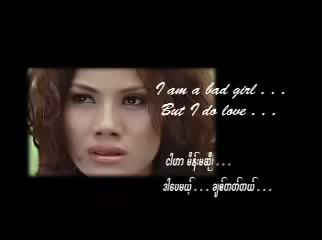 I am a bad girl . . .
But I do love . . .
ငါဟာ မိန်းမဆိုး . . .
ဒါပေမယ့် . . . ချစ်တတ်တယ် . . .